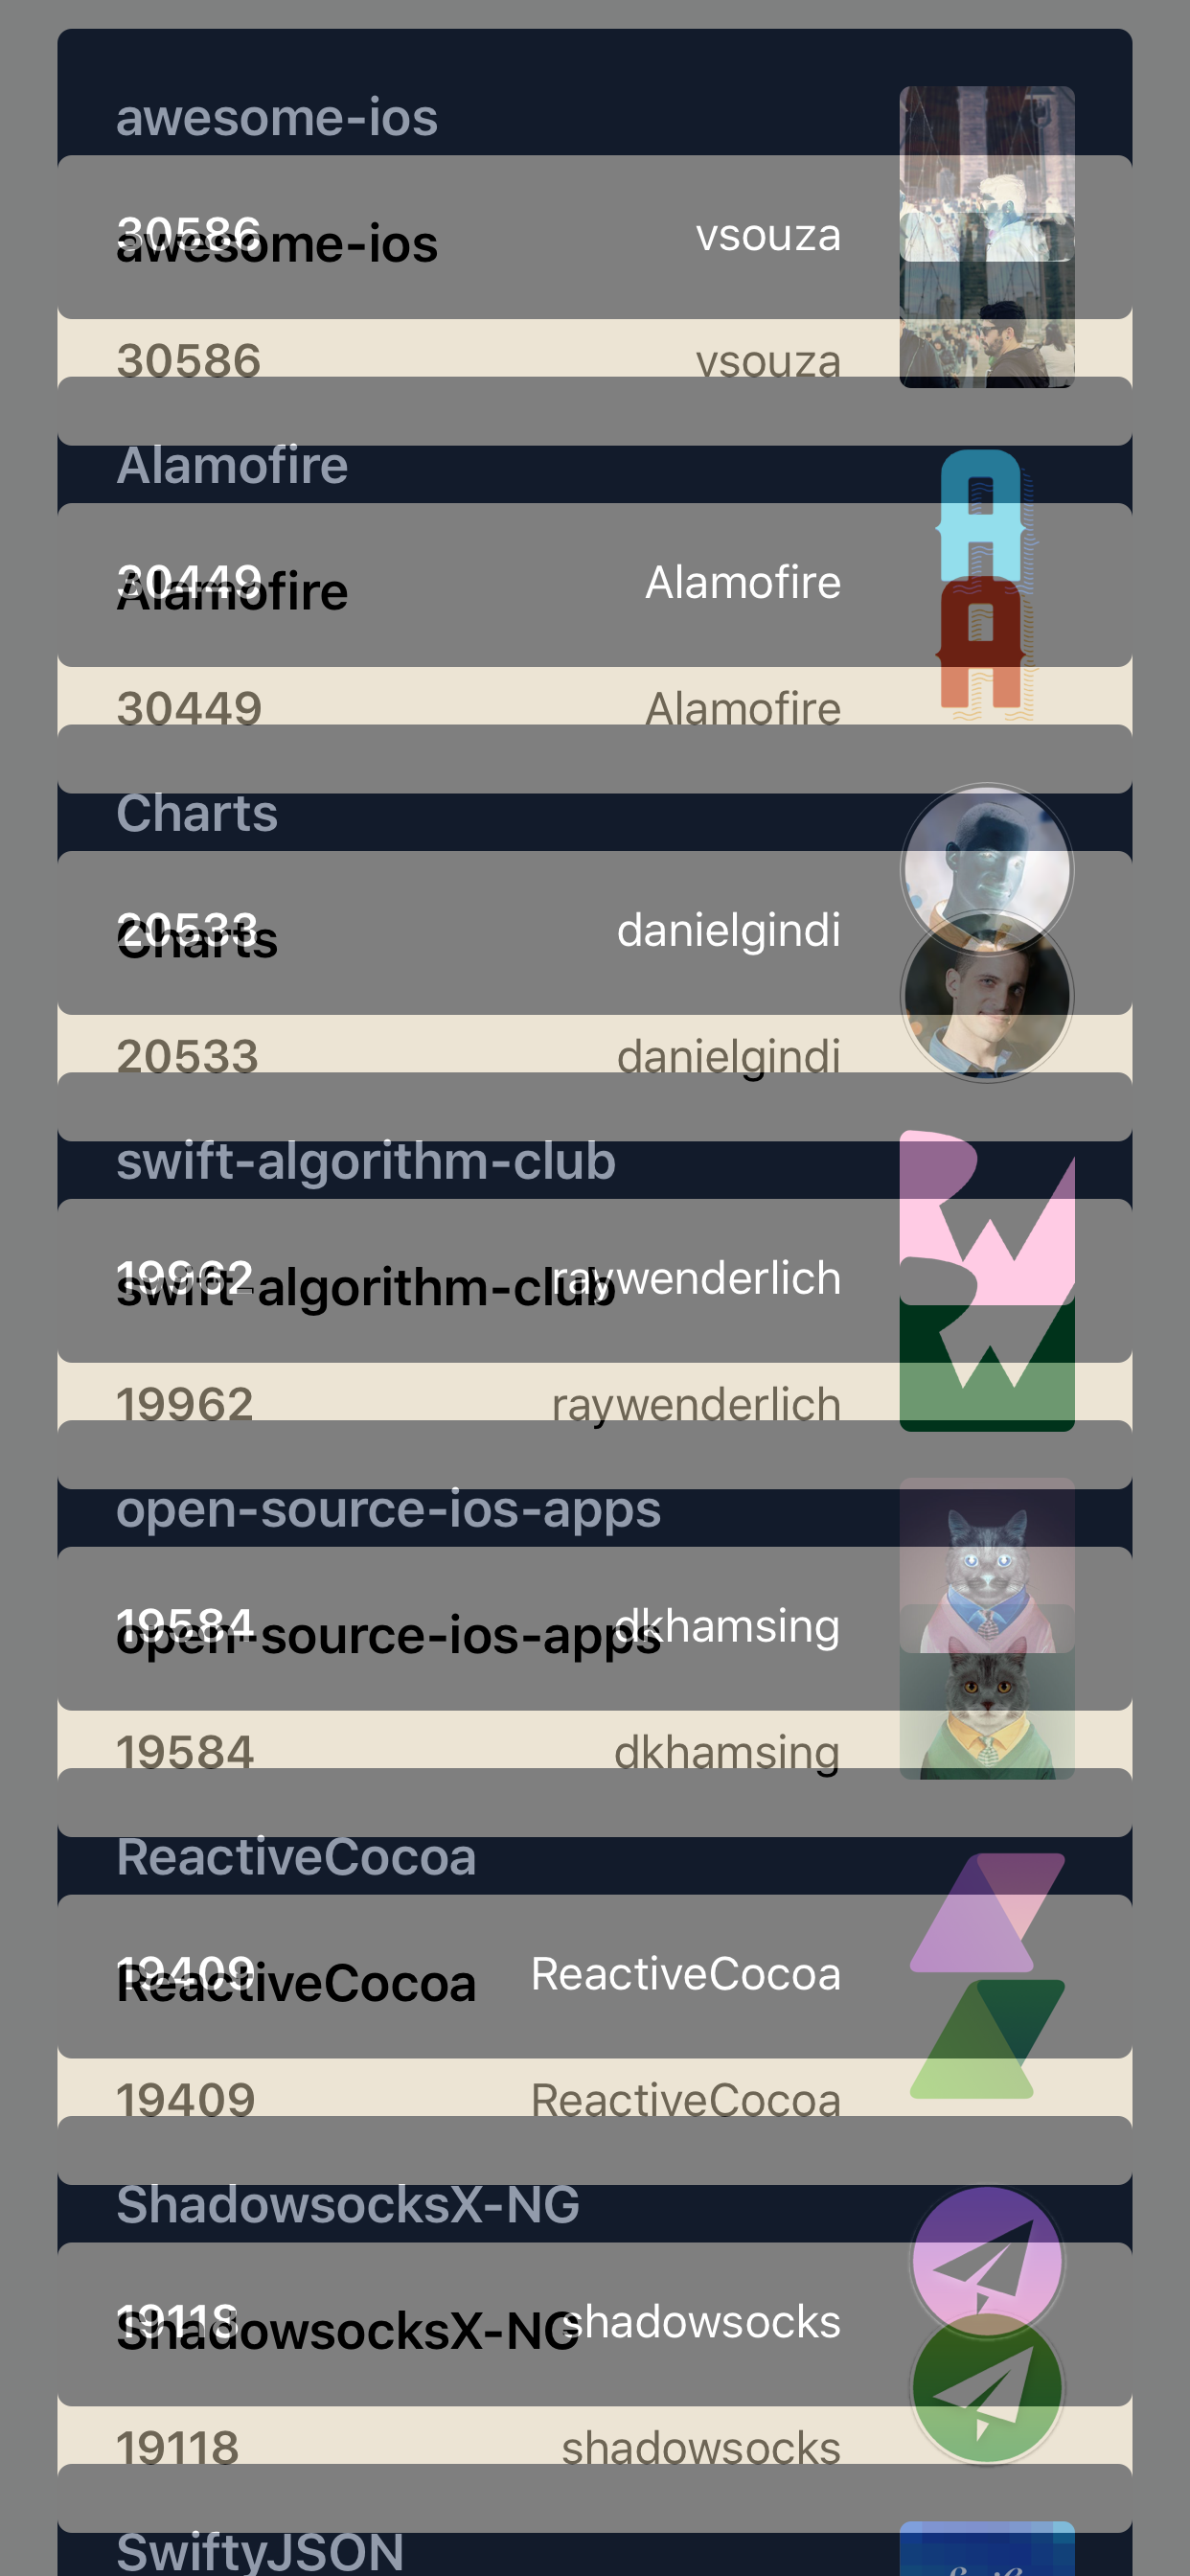 awesome-ios
30586 vsouza
awesome-ios
30586 vsouza
Alamofire
30449 Alamofire
Alamofire
30449 Alamofire
Charts
20533 danielgindi
Charts
20533 danielgindi
swift-algorithm-club
19962 raywenderlich
swift-algorithm-club
19962 raywenderlich
open-source-ios-apps
19584 dkhamsing
open-source-ios-apps
19584 dkhamsing
ReactiveCocoa
19409 ReactiveCocoa
ReactiveCocoa
19409 ReactiveCocoa
ShadowsocksX-NG
19118 shadowsocks
ShadowsocksX-NG
19118 shadowsocks
SwiftyJSON